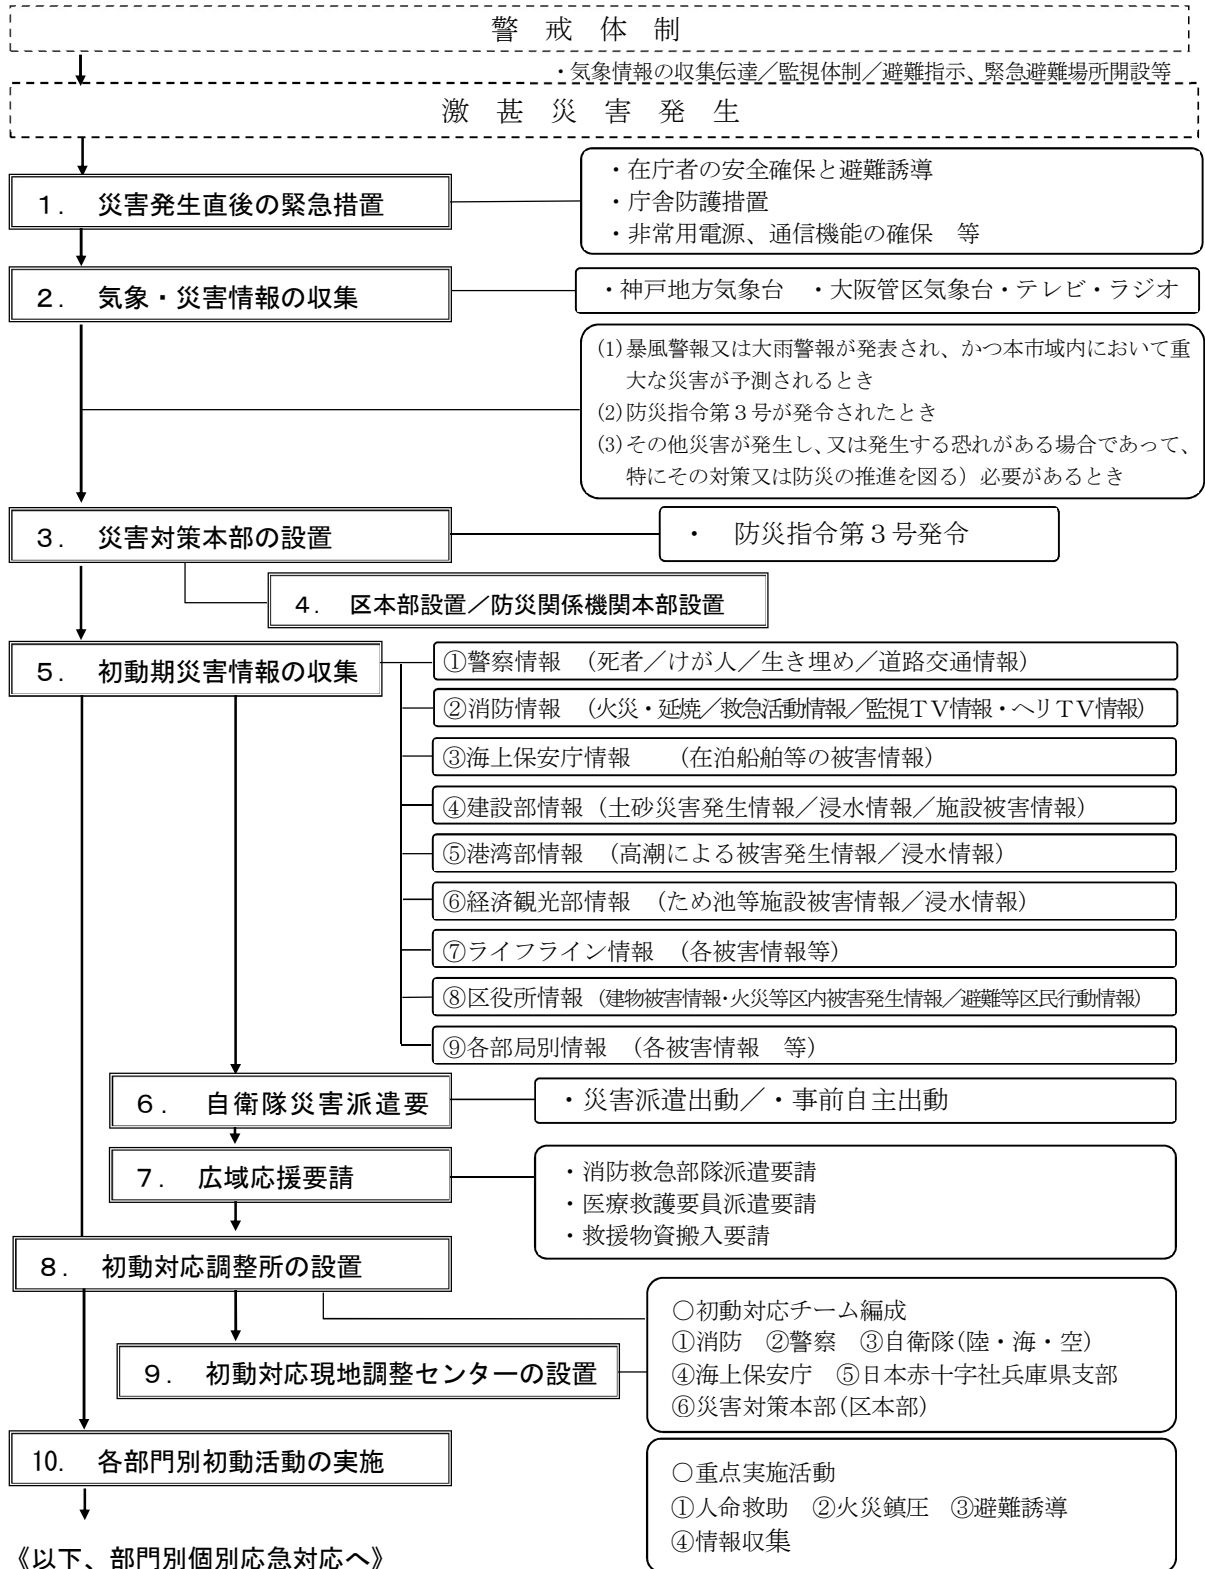 警 戒 体 制
・気象情報の収集伝達／監視体制／避難指示、緊急避難場所開設等
激 甚 災 害 発 生
1. 災害発生直後の緊急措置
・在庁者の安全確保と避難誘導
・庁舎防護措置
・非常用電源、通信機能の確保　等
2. 気象・災害情報の収集
・神戸地方気象台　・大阪管区気象台・テレビ・ラジオ
(1)暴風警報又は大雨警報が発表され、かつ本市域内において重
大な災害が予測されるとき
(2)防災指令第３号が発令されたとき
(3)その他災害が発生し、又は発生する恐れがある場合であって、
特にその対策又は防災の推進を図る）必要があるとき
3. 災害対策本部の設置
・　防災指令第３号発令
4. 区本部設置／防災関係機関本部設置
5. 初動期災害情報の収集
①警察情報　（死者／けが人／生き埋め／道路交通情報）
②消防情報　（火災・延焼／救急活動情報／監視ＴＶ情報・ヘリＴＶ情報）
③海上保安庁情報　　（在泊船舶等の被害情報）
④建設部情報（土砂災害発生情報／浸水情報／施設被害情報）
⑤港湾部情報　（高潮による被害発生情報／浸水情報）
⑥経済観光部情報　（ため池等施設被害情報／浸水情報）
⑦ライフライン情報　（各被害情報等）
⑧区役所情報（建物被害情報・火災等区内被害発生情報／避難等区民行動情報）
⑨各部局別情報　（各被害情報　等）
6. 自衛隊災害派遣要
・災害派遣出動／・事前自主出動
7. 広域応援要請
・消防救急部隊派遣要請
・医療救護要員派遣要請
・救援物資搬入要請
8. 初動対応調整所の設置
○初動対応チーム編成
①消防　②警察　③自衛隊(陸・海・空)
④海上保安庁　⑤日本赤十字社兵庫県支部
⑥災害対策本部(区本部)
9. 初動対応現地調整センターの設置
10. 各部門別初動活動の実施
○重点実施活動
①人命救助　②火災鎮圧　③避難誘導
④情報収集
《以下、部門別個別応急対応へ》